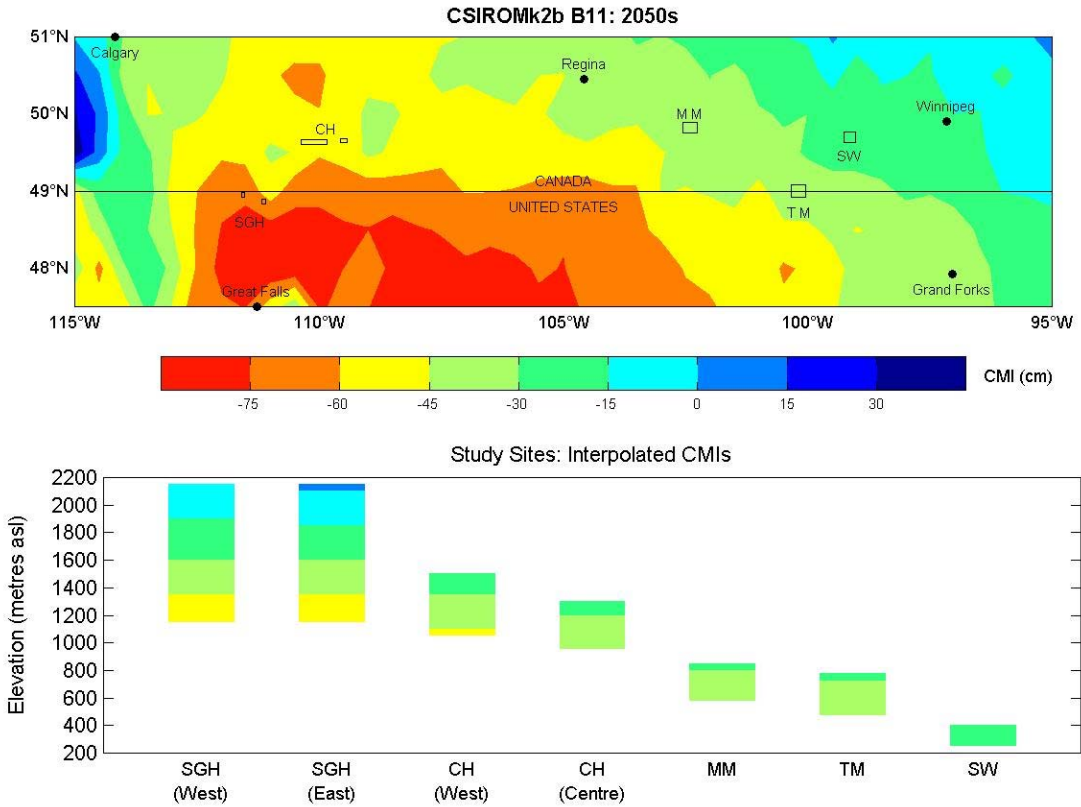 CSIROMk2b B11: 2050s
51°N
50°N
49°N
48°N
Calgary
Regina
Winnipeg
CH
M M
SW
CANADA
UNITED STATES
SGH
T M
Great Falls
Grand Forks
115°W 110°W 105°W 100°W 95°W
CMI (cm)
-75 -60 -45 -30 -15 0 15 30
Study Sites: Interpolated CMIs
Elevation (metres asl)
2200
2000
1800
1600
1400
1200
1000
800
600
400
200
SGH SGH CH CH MM TM SW
(West) (East) (West) (Centre)